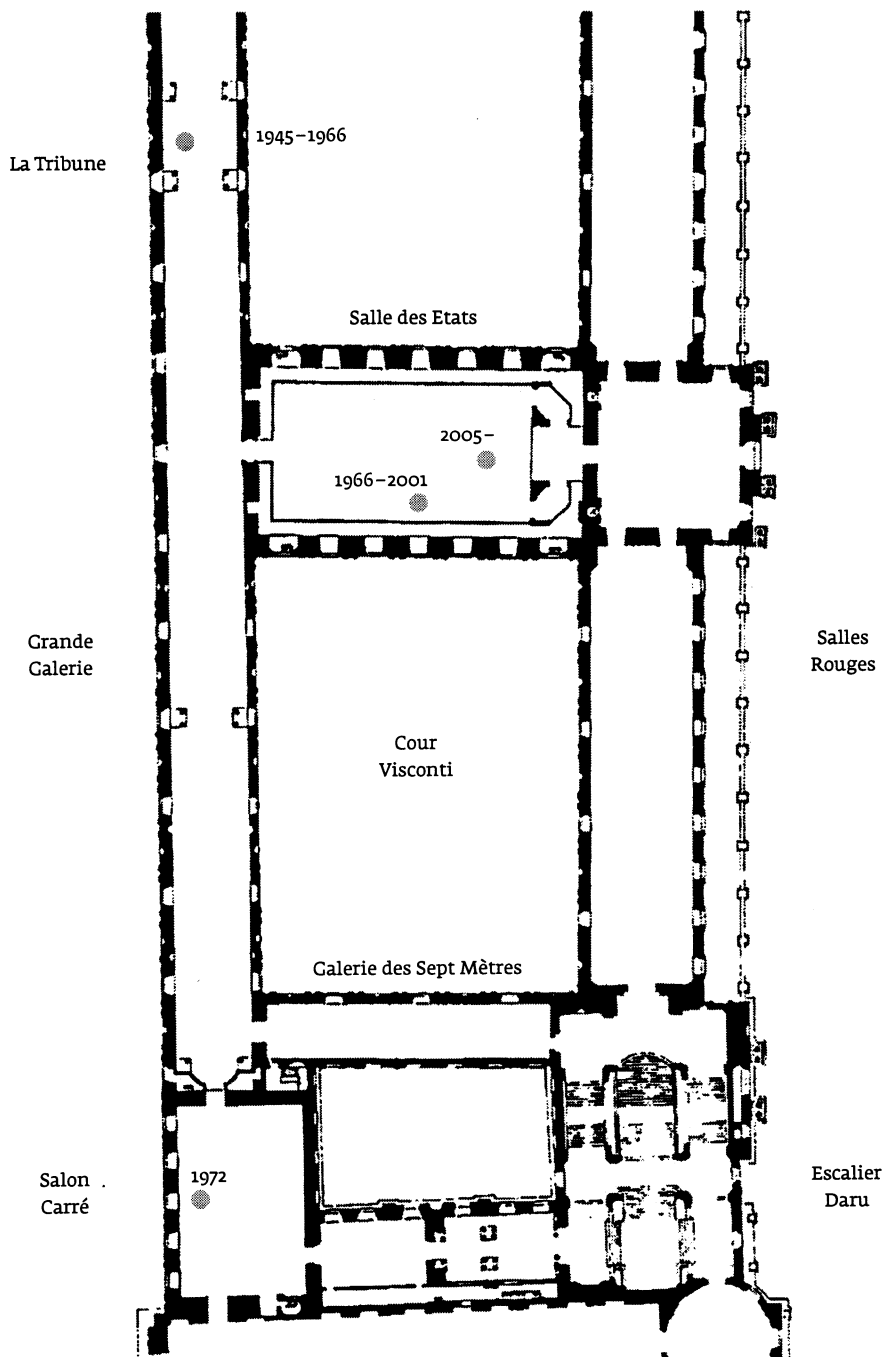 1945–1966
La Tribune
Salle des Etats
2005–
1966–2001
Grande
Galerie
Salles
Rouges
Cour
Visconti
Galerie des Sept Mètres
1972
Salon
Carré
Escalier
Daru